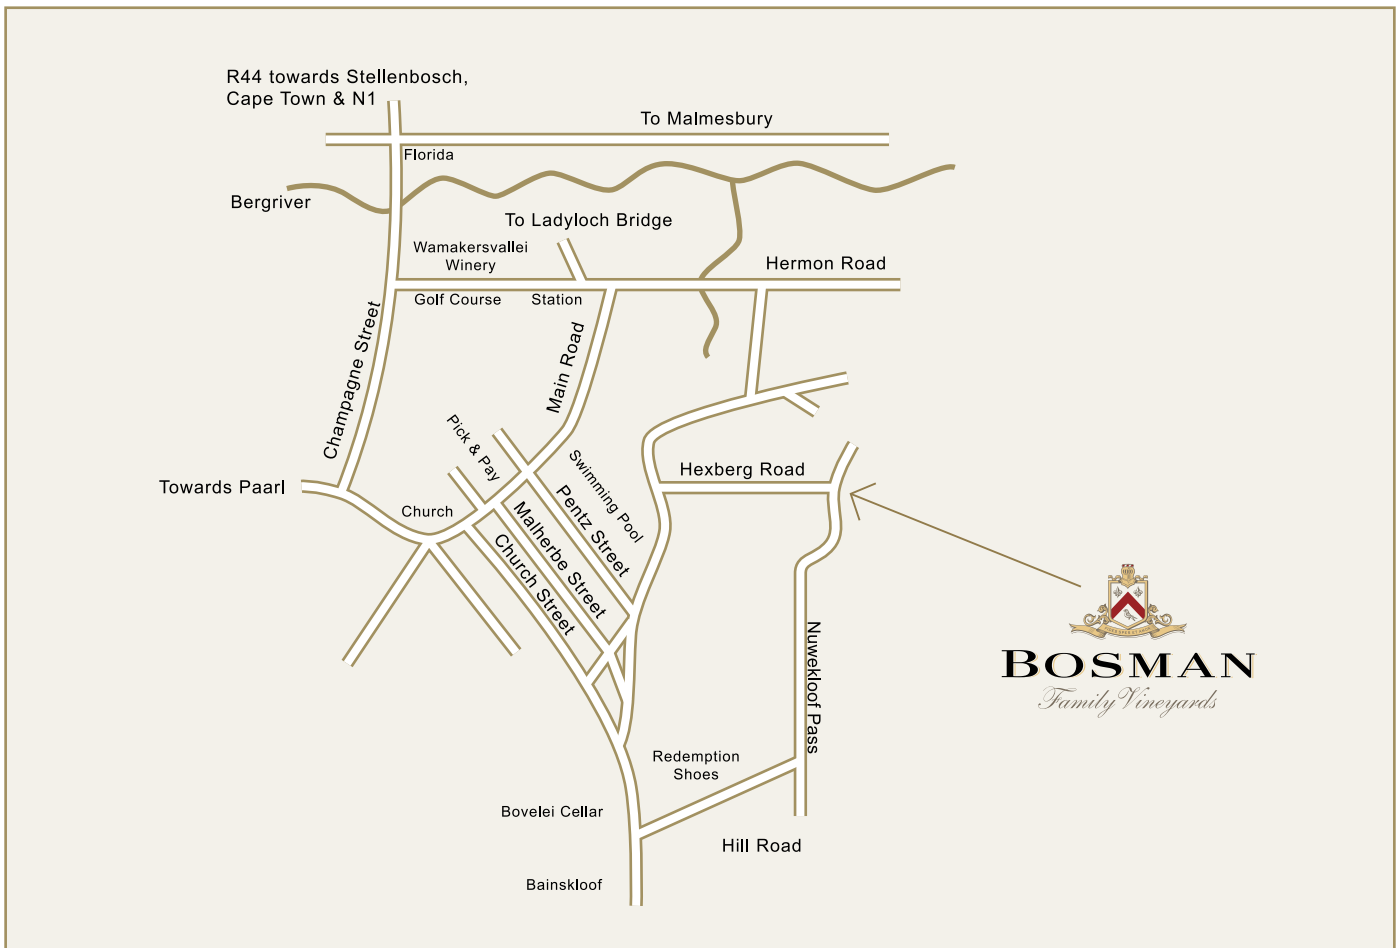 R44 towards Stellenbosch,
Cape Town & N1
To Malmesbury
Florida
Bergriver
To Ladyloch Bridge
Wamakersvallei
Winery
Hermon Road
Golf Course
Station
Champagne Street
Main Road
Pick & Pay
Swimming Pool
Hexberg Road
Towards Paarl
Church
Pentz Street
Malherbe Street
Church Street
Nuwekloof Pass
BOSMAN
Family Vineyards
Redemption
Shoes
Bovelei Cellar
Hill Road
Bainskloof